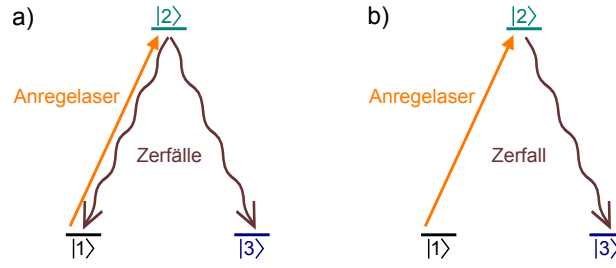 a)
|2⟩
Anregelaser
Zerfälle
|1⟩
|3⟩
b)
|2⟩
Anregelaser
Zerfall
|1⟩
|3⟩